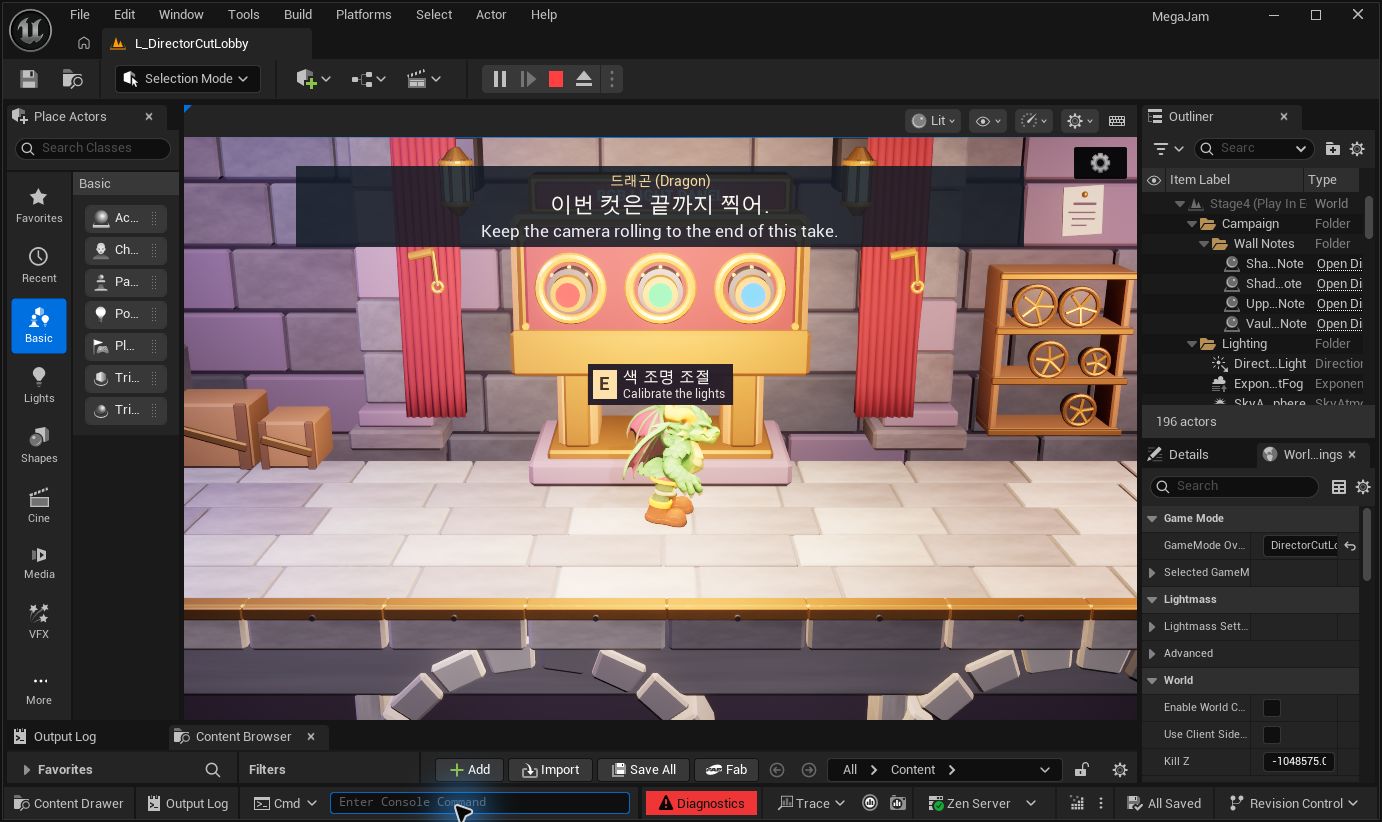 File Edit Window Tools Build Platforms Select Actor Help
MegaJam
L_DirectorCutLobby
Selection Mode
Place Actors
Search Classes
Basic
Favorites
Recent
Basic
Lights
Shapes
Cine
Media
VFX
More
Ac...
Ch...
Pa...
Po...
Pl...
Tri...
Tri...
Lit
드래곤 (Dragon)
이번 컷은 끝까지 찍어.
Keep the camera rolling to the end of this take.
E
색 조명 조절
Calibrate the lights
Outliner
Searc
Item Label Type
Stage4 (Play In E World
Campaign Folder
Wall Notes Folder
Sha...Note Open Di
Shad...ote Open Di
Upp...Note Open Di
Vaul...Note Open Di
Lighting Folder
Direct...Light Direction
Expon...tFog Exponen
SkyA...phere SkyAtmo
196 actors
Details
Worl...ings
Search
Game Mode
GameMode Ov... DirectorCutLo
Selected GameM
Lightmass
Lightmass Sett...
Advanced
World
Enable World C...
Use Client Side...
Kill Z -1048575.0
Output Log
Content Browser
Favorites
Filters
Add
Import
Save All
Fab
All
Content
Content Drawer
Output Log
Cmd
Enter Console Command
Diagnostics
Trace
Zen Server
All Saved
Revision Control